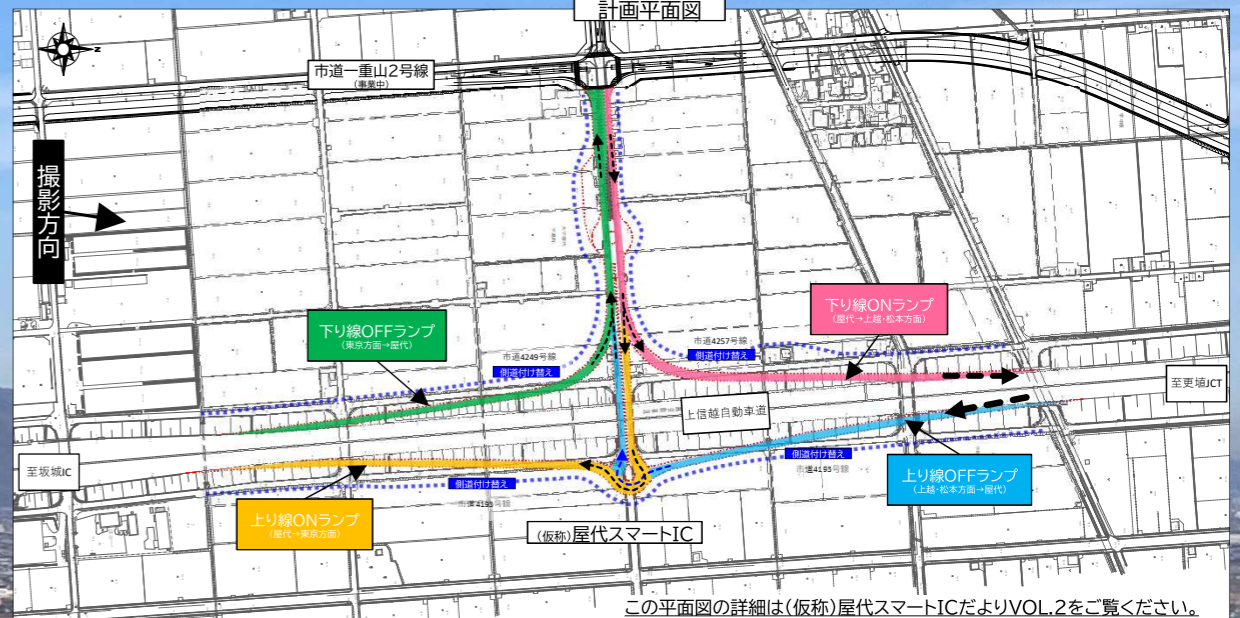 計画平面図
N
市道一重山2号線
(事業中)
撮影方向
下り線OFFランプ
(東京方面→屋代)
市道4249号線
側道付け替え
下り線ONランプ
(屋代→上越・松本方面)
市道4257号線
側道付け替え
至更埴JCT
上信越自動車道
至坂城IC
側道付け替え
市道4193号線
上り線OFFランプ
(上越・松本方面→屋代)
側道付け替え
市道4193号線
上り線ONランプ
(屋代→東京方面)
(仮称)屋代スマートIC
この平面図の詳細は(仮称)屋代スマートICだよりVOL.2をご覧ください。